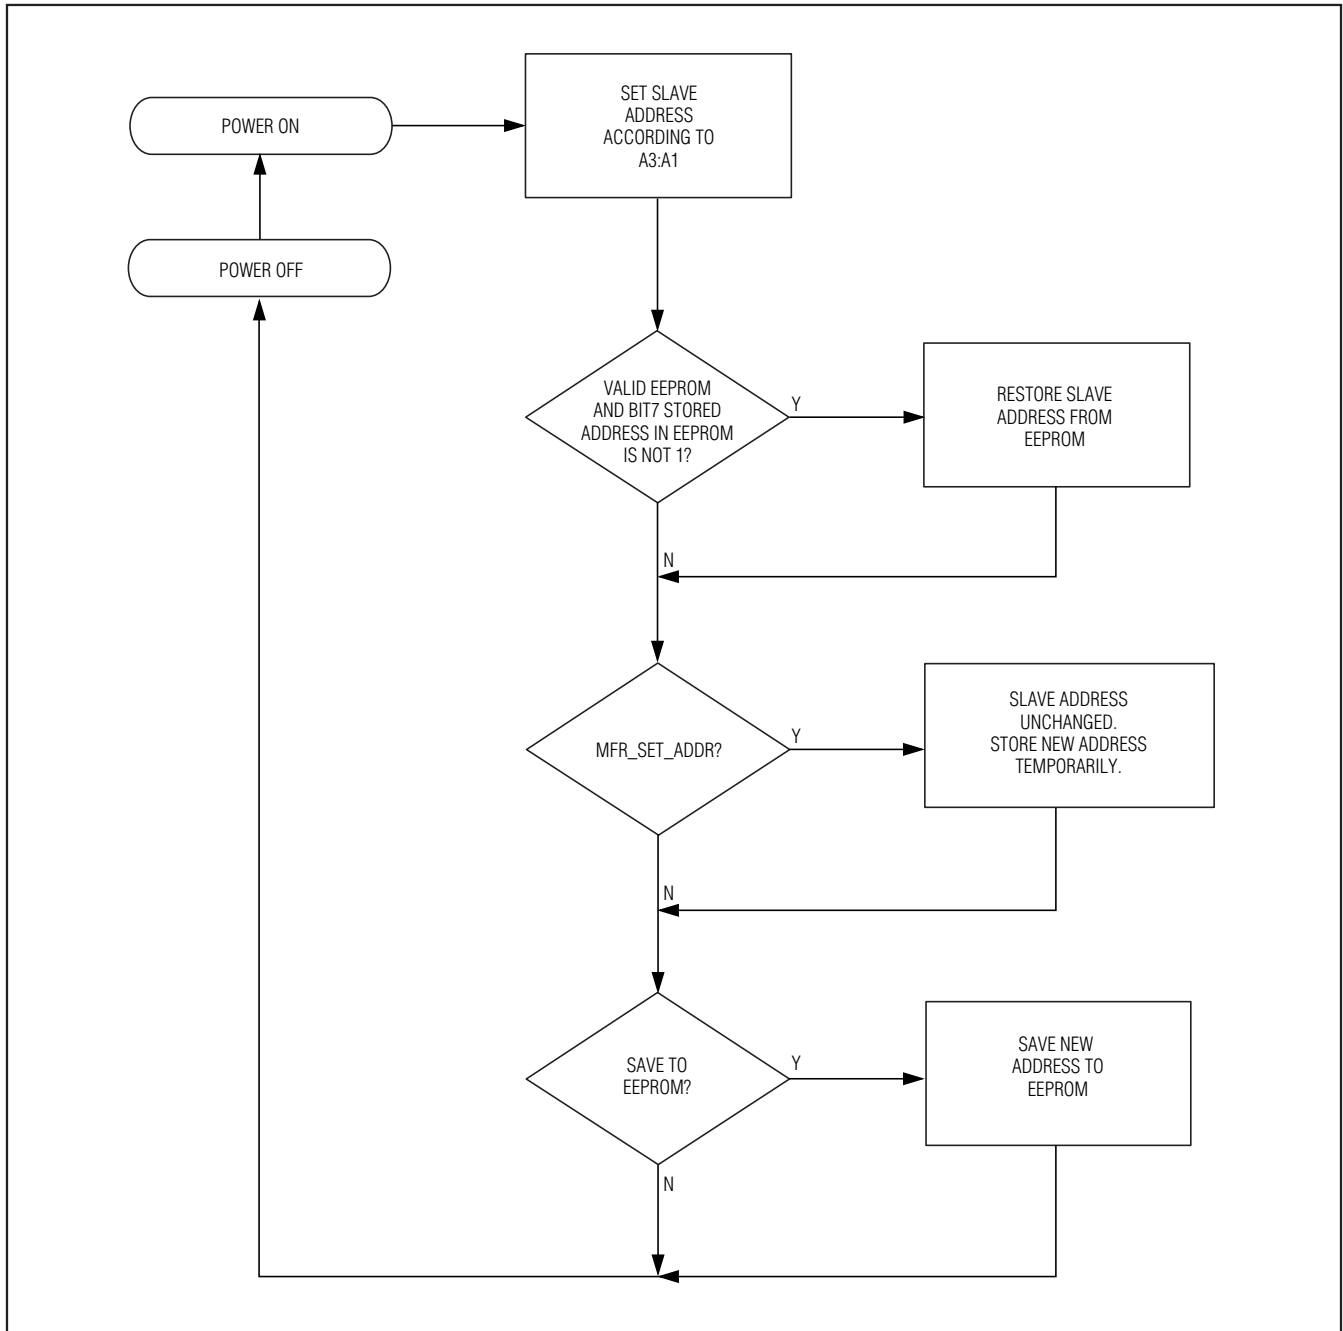 POWER ON
SET SLAVE
ADDRESS
ACCORDING TO
A3:A1
POWER OFF
VALID EEPROM
AND BIT7 STORED
ADDRESS IN EEPROM
IS NOT 1?
Y
RESTORE SLAVE
ADDRESS FROM
EEPROM
N
MFR_SET_ADDR?
Y
SLAVE ADDRESS
UNCHANGED.
STORE NEW ADDRESS
TEMPORARILY.
N
SAVE TO
EEPROM?
Y
SAVE NEW
ADDRESS TO
EEPROM
N